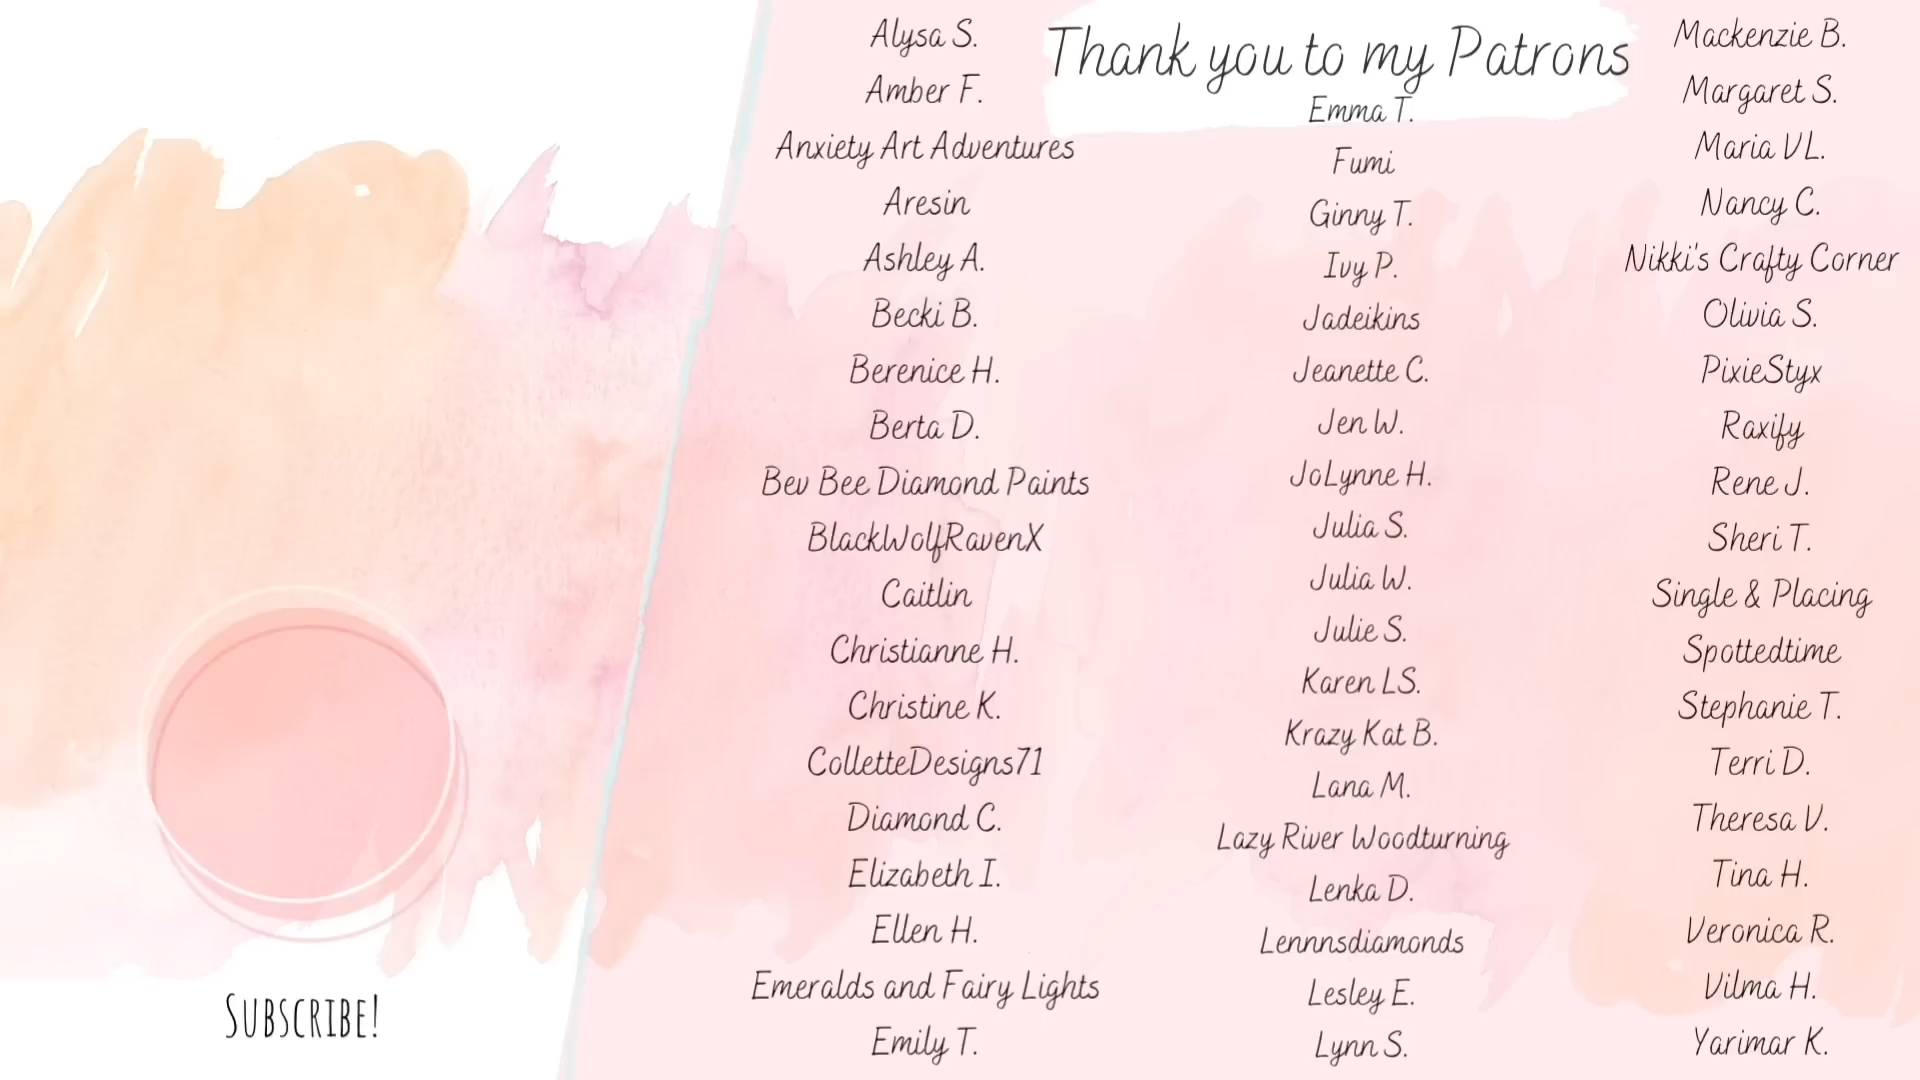 Thank you to my Patrons
Alysa S.
Amber F.
Anxiety Art Adventures
Aresin
Ashley A.
Becki B.
Berenice H.
Berta D.
Bev Bee Diamond Paints
BlackWolfRavenX
Caitlin
Christianne H.
Christine K.
ColletteDesigns71
Diamond C.
Elizabeth I.
Ellen H.
Emeralds and Fairy Lights
Emily T.
Emma T.
Fumi
Ginny T.
Ivy P.
Jadeikins
Jeanette C.
Jen W.
JoLynne H.
Julia S.
Julia W.
Julie S.
Karen LS.
Krazy Kat B.
Lana M.
Lazy River Woodturning
Lenka D.
Lennnsdiamonds
Lesley E.
Lynn S.
Mackenzie B.
Margaret S.
Maria VL.
Nancy C.
Nikki's Crafty Corner
Olivia S.
PixieStyx
Raxify
Rene J.
Sheri T.
Single & Placing
Spottedtime
Stephanie T.
Terri D.
Theresa V.
Tina H.
Veronica R.
Vilma H.
Yarimar K.
SUBSCRIBE!